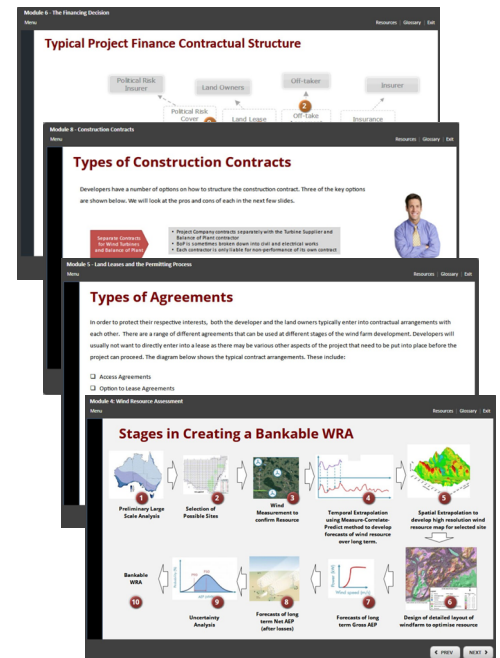 Module 6 - The Financing Decision
Menu
Resources | Glossary | Exit
Typical Project Finance Contractual Structure
Political Risk
Insurer
Land Owners
Off-taker
Insurer
Political Risk
Cover
Land Lease
2
Off-take
Insurance
Module 8 - Construction Contracts
Menu
Resources | Glossary | Exit
Types of Construction Contracts
Developers have a number of options on how to structure the construction contract. Three of the key options
are shown below. We will look at the pros and cons of each in the next few slides.
Separate Contracts
for Wind Turbines
and Balance of Plant
• Project Company contracts separately with the Turbine Supplier and
Balance of Plant contractor
• BoP is sometimes broken down into civil and electrical works
• Each contractor is only liable for non-performance of its own contract
Module 5 - Land Leases and the Permitting Process
Menu
Resources | Glossary | Exit
Types of Agreements
In order to protect their respective interests, both the developer and the land owners typically enter into contractual arrangements with
each other. There are a range of different agreements that can be used at different stages of the wind farm development. Developers will
usually not want to directly enter into a lease as there may be various other aspects of the project that need to be put into place before the
project can proceed. The diagram below shows the typical contract arrangements. These include:
❑ Access Agreements
❑ Option to Lease Agreements
Module 4: Wind Resource Assessment
Menu
Resources | Glossary | Exit
Stages in Creating a Bankable WRA
1
Preliminary Large
Scale Analysis
2
Selection of
Possible Sites
3
Wind
Measurement to
confirm Resource
4
Temporal Extrapolation
using Measure-Correlate-
Predict method to develop
forecasts of wind resource
over long term.
5
Spatial Extrapolation to
develop high resolution wind
resource map for selected site
Bankable
WRA
10
9
Uncertainty
Analysis
8
Forecasts of long
term Net AEP
(after losses)
Wind speed (m/s)
7
Forecasts of long
term Gross AEP
6
Design of detailed layout of
windfarm to optimise resource
PREV
NEXT